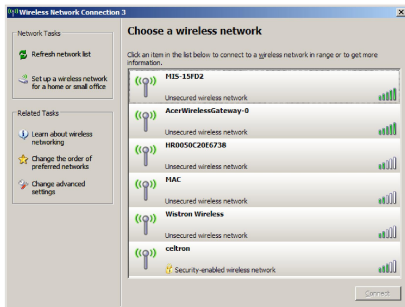 Wireless Network Connection 3
Network Tasks
Refresh network list
Set up a wireless network
for a home or small office
Related Tasks
Learn about wireless
networking
Change the order of
preferred networks
Change advanced
settings
Choose a wireless network
Click an item in the list below to connect to a wireless network in range or to get more
information.
MIS-15FD2
Unsecured wireless network
AcerWirelessGateway-0
Unsecured wireless network
HR0050C20E6738
Unsecured wireless network
MAC
Unsecured wireless network
Wistron Wireless
Unsecured wireless network
celtron
Security-enabled wireless network
Connect